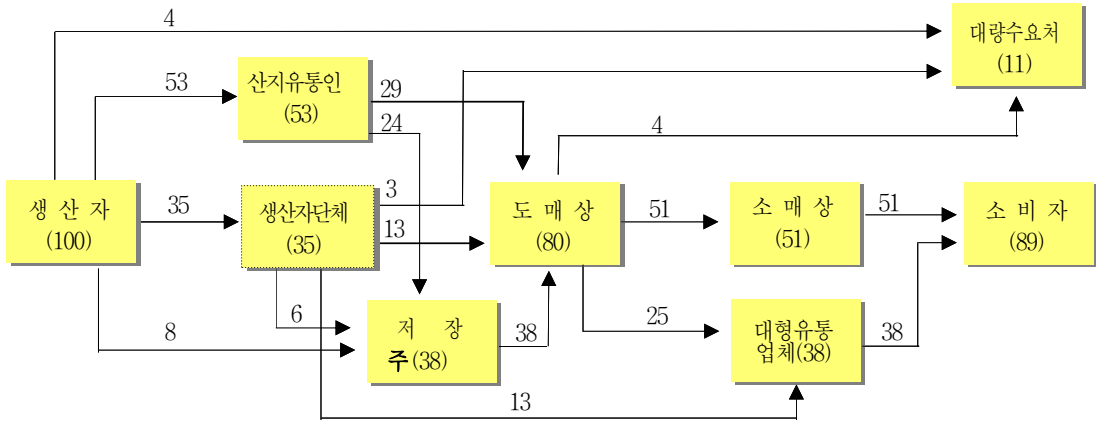 4
대량수요처
(11)
53
산지유통인
(53)
29
24
4
생 산 자
(100)
35
생산자단체
(35)
3
13
도 매 상
(80)
51
소 매 상
(51)
51
소 비 자
(89)
6
8
저 장
주(38)
38
25
대형유통
업체(38)
38
13